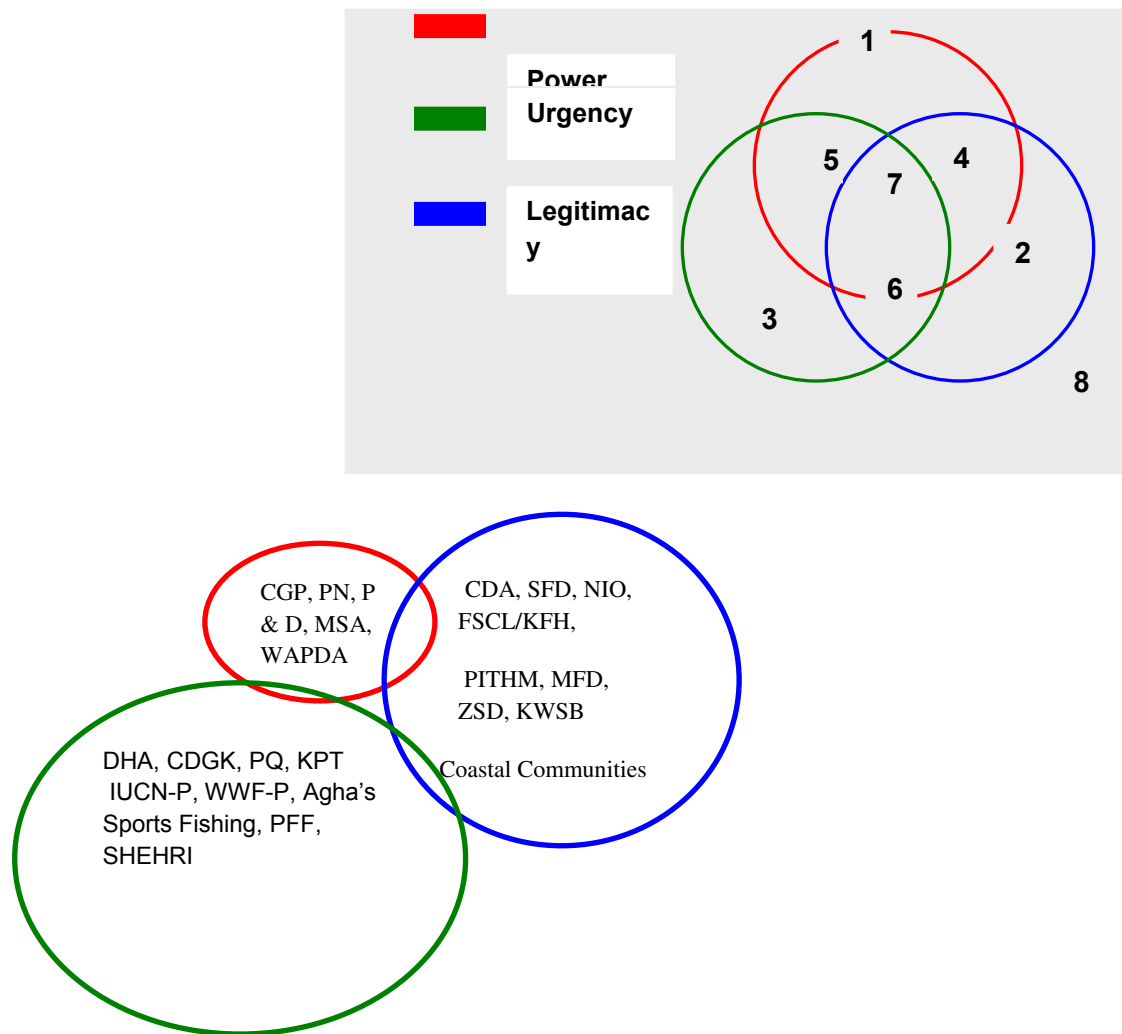 Power
Urgency
Legitimac
y
1
5
4
7
2
6
3
8
CGP, PN, P
& D, MSA,
WAPDA
CDA, SFD, NIO,
FSCL/KFH,
PITHM, MFD,
ZSD, KWSB
Coastal Communities
DHA, CDGK, PQ, KPT
IUCN-P, WWF-P, Agha's
Sports Fishing, PFF,
SHEHRI